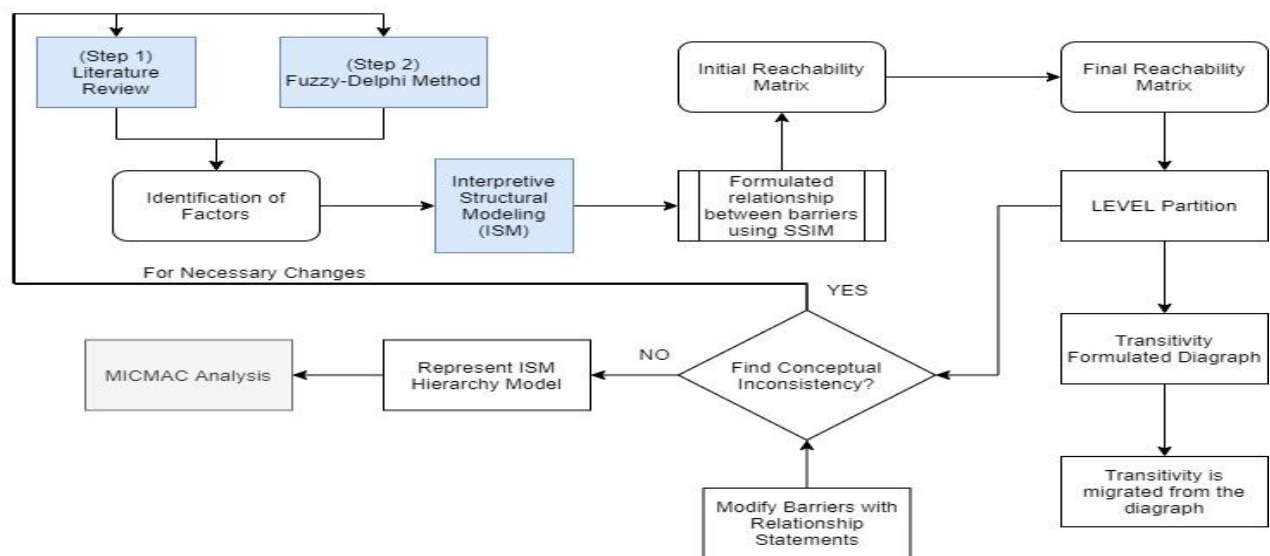 (Step 1)
Literature
Review
(Step 2)
Fuzzy-Delphi Method
Initial Reachability
Matrix
Final Reachability
Matrix
Identification of
Factors
Interpretive
Structural
Modeling
(ISM)
Formulated
relationship
between barriers
using SSIM
LEVEL Partition
For Necessary Changes
YES
NO
MICMAC Analysis
Represent ISM
Hierarchy Model
Find Conceptual
Inconsistency?
Transitivity
Formulated Diagraph
Modify Barriers with
Relationship
Statements
Transitivity is
migrated from the
diagraph